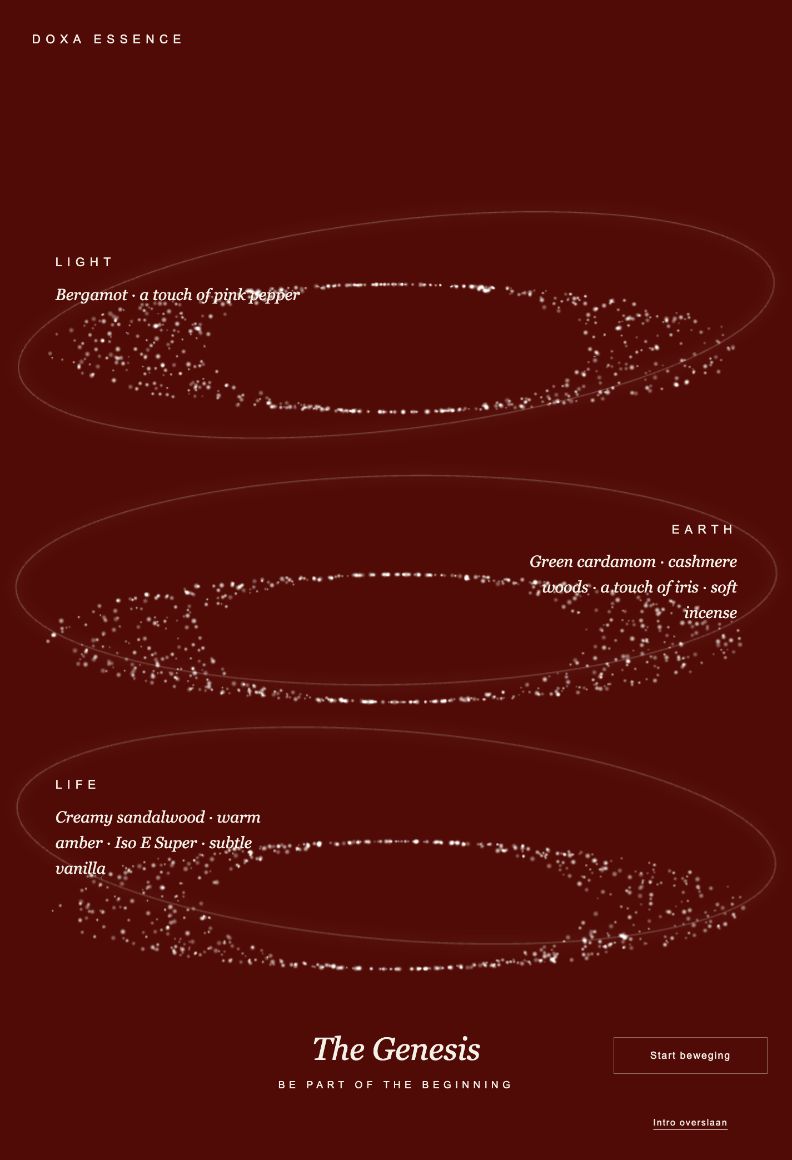 DOXA ESSENCE
LIGHT
Bergamot · a touch of pink pepper
EARTH
Green cardamom · cashmere
woods · a touch of iris · soft
incense
LIFE
Creamy sandalwood · warm
amber · Iso E Super · subtle
vanilla
The Genesis
BE PART OF THE BEGINNING
Start beweging
Intro overslaan